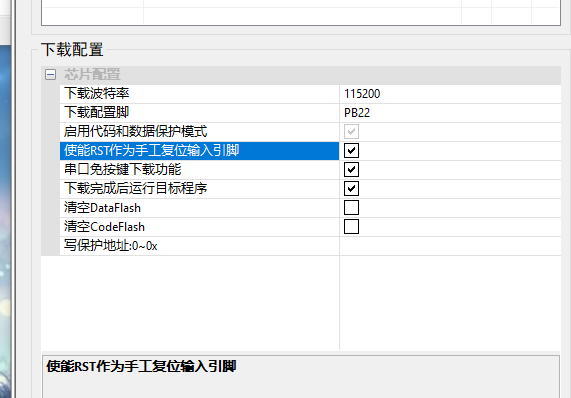 下载配置
芯片配置
下载波特率 115200
下载配置脚 PB22
启用代码和数据保护模式
使能RST作为手工复位输入引脚
串口免按键下载功能
下载完成后运行目标程序
清空DataFlash
清空CodeFlash
写保护地址:0~0x
使能RST作为手工复位输入引脚